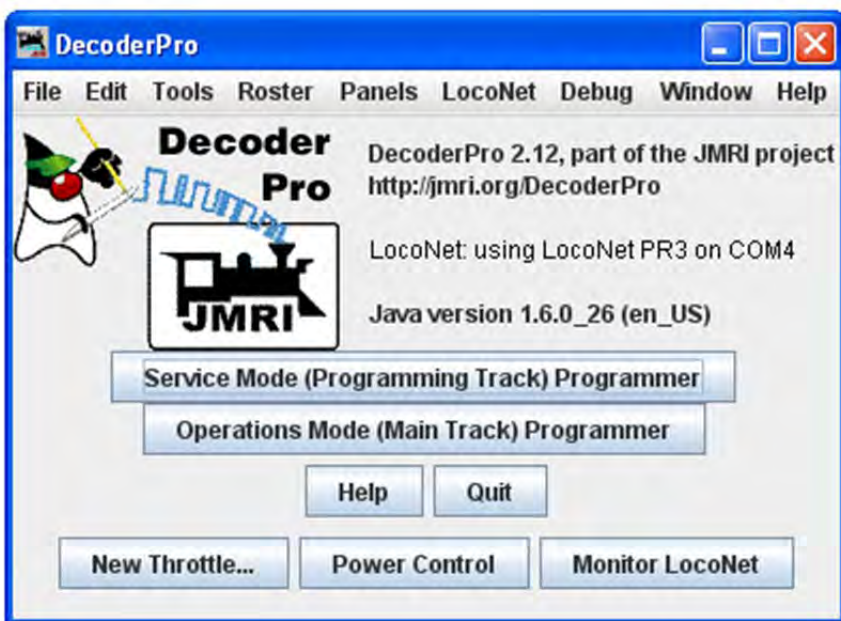 DecoderPro
File Edit Tools Roster Panels LocoNet Debug Window Help
Decoder
Pro
JMRI
DecoderPro 2.12, part of the JMRI project
http://jmri.org/DecoderPro
LocoNet: using LocoNet PR3 on COM4
Java version 1.6.0_26 (en_US)
Service Mode (Programming Track) Programmer
Operations Mode (Main Track) Programmer
Help Quit
New Throttle... Power Control Monitor LocoNet